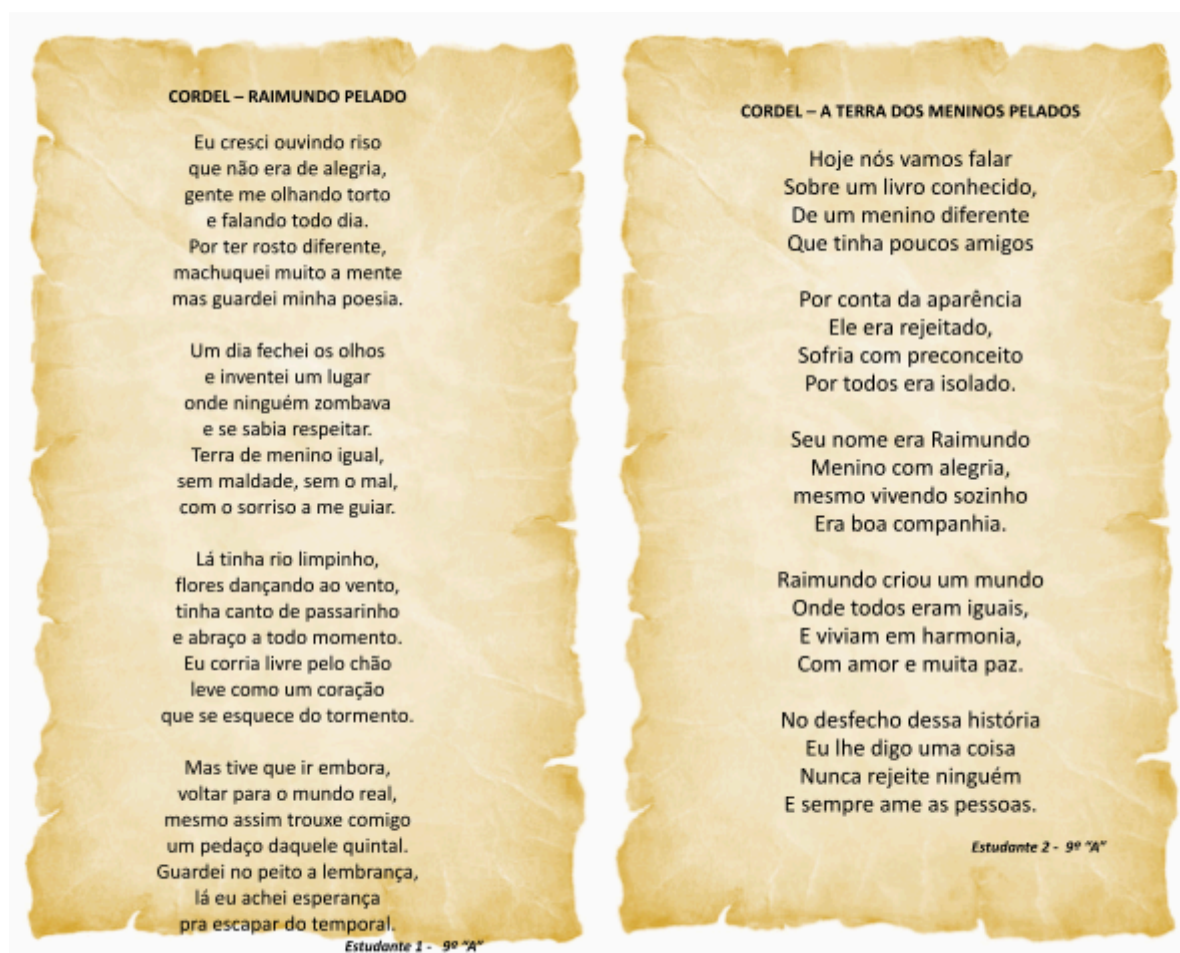 CORDEL – RAIMUNDO PELADO
Eu cresci ouvindo riso
que não era de alegria,
gente me olhando torto
e falando todo dia.
Por ter rosto diferente,
machuquei muito a mente
mas guardei minha poesia.
Um dia fechei os olhos
e inventei um lugar
onde ninguém zombava
e se sabia respeitar.
Terra de menino igual,
sem maldade, sem o mal,
com o sorriso a me guiar.
Lá tinha rio limpinho,
flores dançando ao vento,
tinha canto de passarinho
e abraço a todo momento.
Eu corria livre pelo chão
leve como um coração
que se esquece do tormento.
Mas tive que ir embora,
voltar para o mundo real,
mesmo assim trouxe comigo
um pedaço daquele quintal.
Guardei no peito a lembrança,
lá eu achei esperança
pra escapar do temporal.
Estudante 1 - 9º "A"
CORDEL – A TERRA DOS MENINOS PELADOS
Hoje nós vamos falar
Sobre um livro conhecido,
De um menino diferente
Que tinha poucos amigos
Por conta da aparência
Ele era rejeitado,
Sofria com preconceito
Por todos era isolado.
Seu nome era Raimundo
Menino com alegria,
mesmo vivendo sozinho
Era boa companhia.
Raimundo criou um mundo
Onde todos eram iguais,
E viviam em harmonia,
Com amor e muita paz.
No desfecho dessa história
Eu lhe digo uma coisa
Nunca rejeite ninguém
E sempre ame as pessoas.
Estudante 2 - 9º "A"